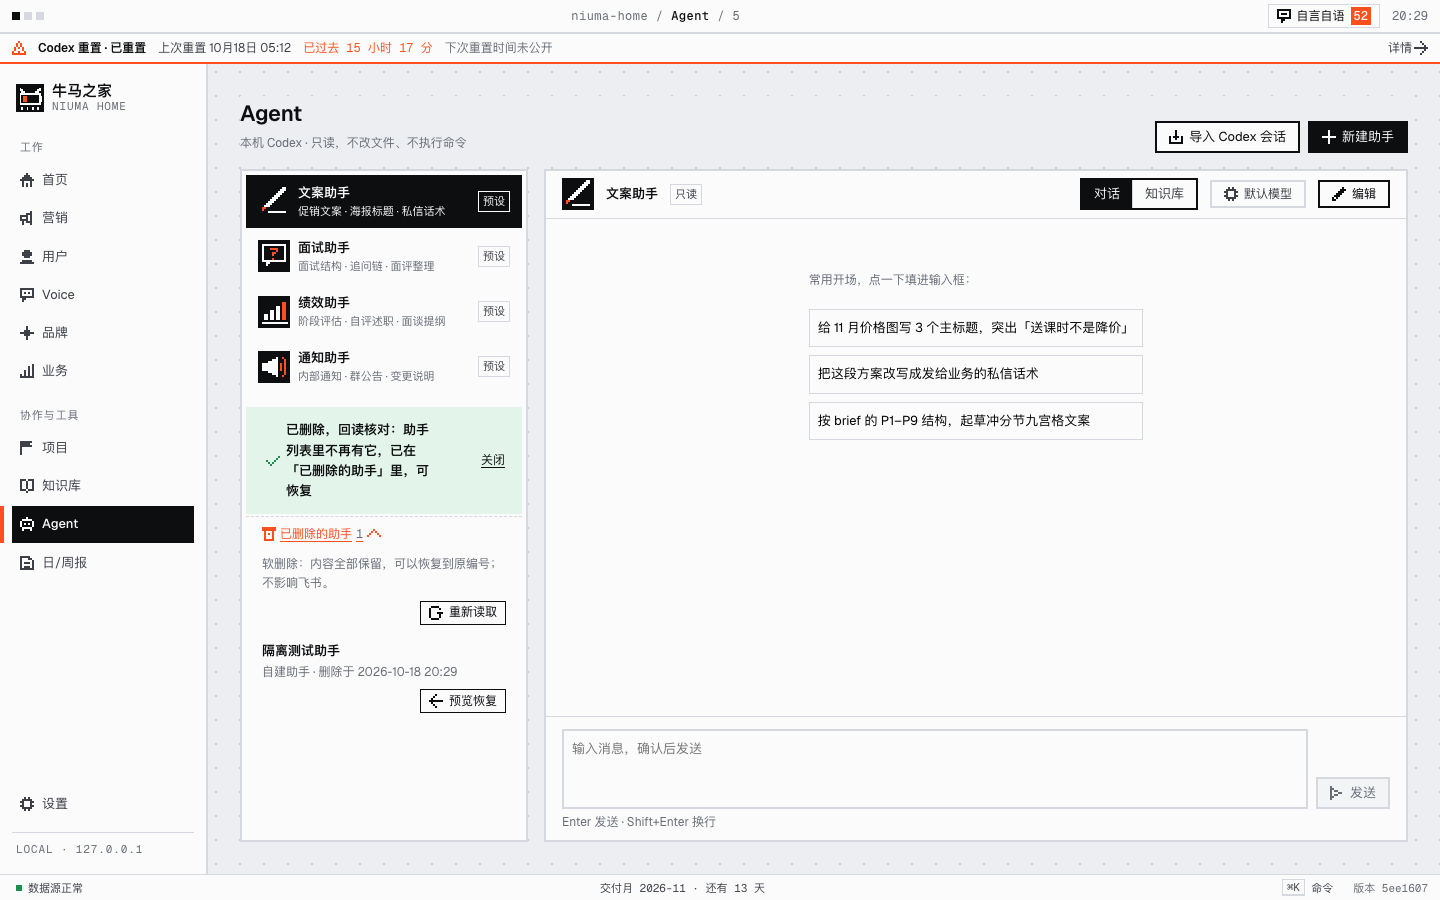 niuma-home / Agent / 5
自言自语 52
20:29
Codex 重置 · 已重置 上次重置 10月18日 05:12 已过去 15 小时 17 分 下次重置时间未公开
详情
牛马之家
NIUMA HOME
工作
首页
营销
用户
Voice
品牌
业务
协作与工具
项目
知识库
Agent
日/周报
设置
LOCAL · 127.0.0.1
Agent
本机 Codex · 只读，不改文件、不执行命令
导入 Codex 会话
新建助手
文案助手
促销文案 · 海报标题 · 私信话术
预设
面试助手
面试结构 · 追问链 · 面评整理
预设
绩效助手
阶段评估 · 自评述职 · 面谈提纲
预设
通知助手
内部通知 · 群公告 · 变更说明
预设
已删除，回读核对：助手
列表里不再有它，已在
「已删除的助手」里，可
恢复
关闭
已删除的助手 1
软删除：内容全部保留，可以恢复到原编号；
不影响飞书。
重新读取
隔离测试助手
自建助手 · 删除于 2026-10-18 20:29
预览恢复
文案助手 只读
对话 知识库
默认模型
编辑
常用开场，点一下填进输入框：
给 11 月价格图写 3 个主标题，突出「送课时不是降价」
把这段方案改写成发给业务的私信话术
按 brief 的 P1–P9 结构，起草冲分节九宫格文案
输入消息，确认后发送
发送
Enter 发送 · Shift+Enter 换行
数据源正常
交付月 2026-11 · 还有 13 天
⌘K 命令
版本 5ee1607